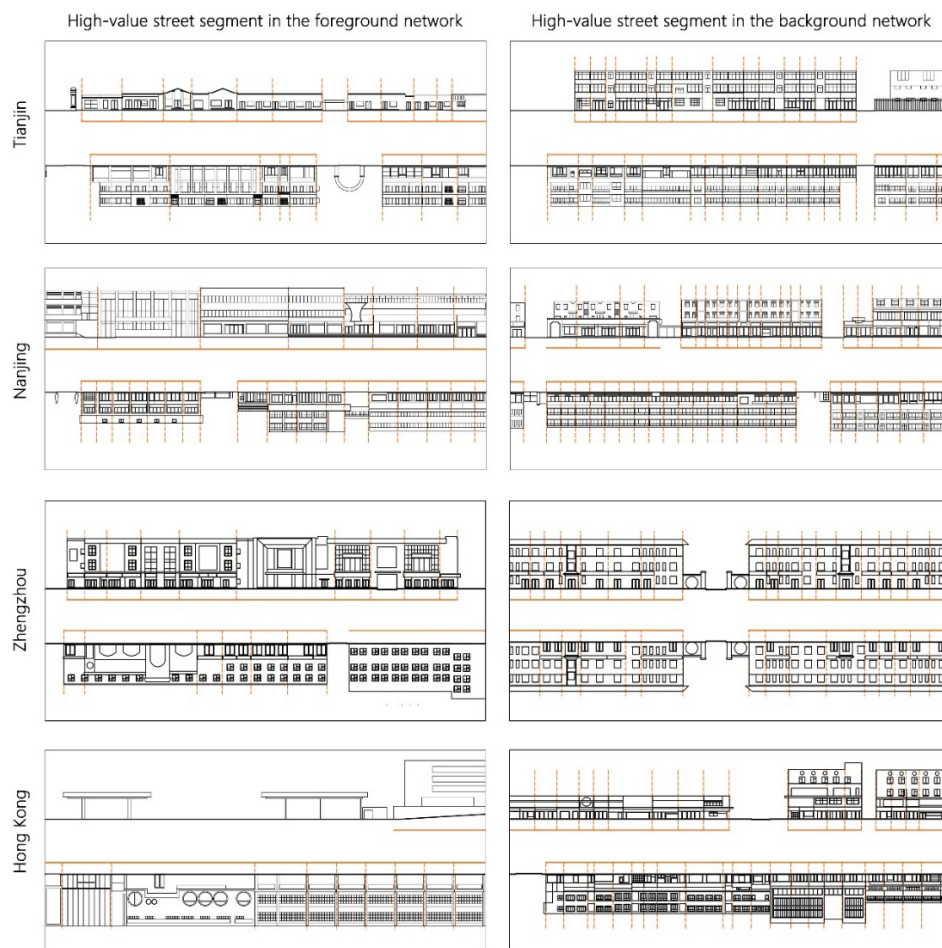 High-value street segment in the foreground network
High-value street segment in the background network
Tianjin
Nanjing
Zhengzhou
Hong Kong